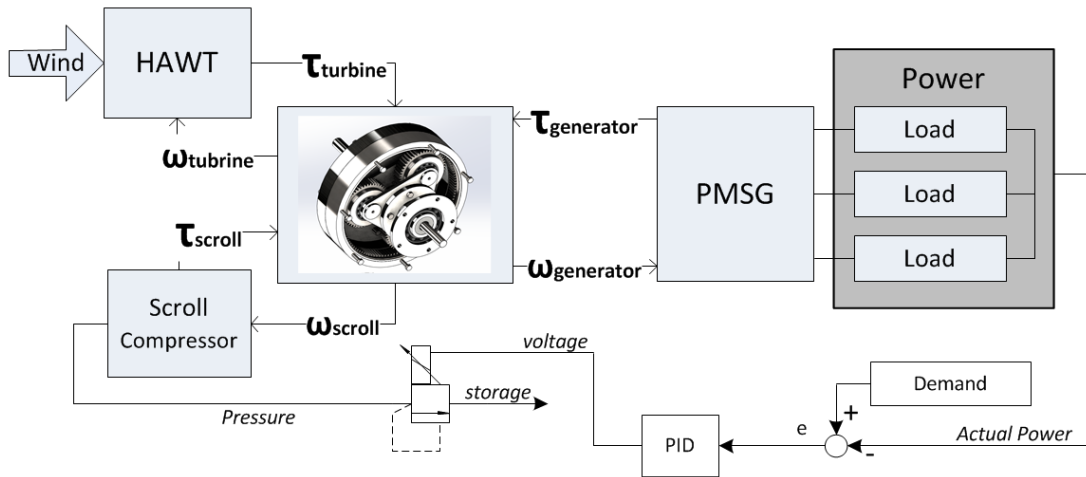 Wind
HAWT
τturbine
Power
ωtubrine
τgenerator
PMSG
Load
Load
Load
τscroll
ωgenerator
Scroll
Compressor
ωscroll
voltage
storage
Pressure
Demand
+
e
-
Actual Power
PID